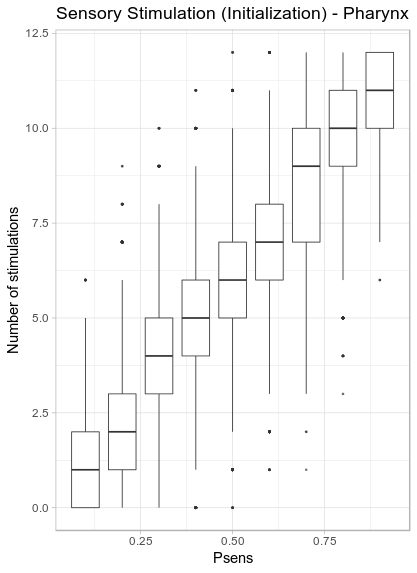 Sensory Stimulation (Initialization) - Pharynx
12.5
10.0
7.5
5.0
2.5
0.0
Number of stimulations
0.25 0.50 0.75
Psens